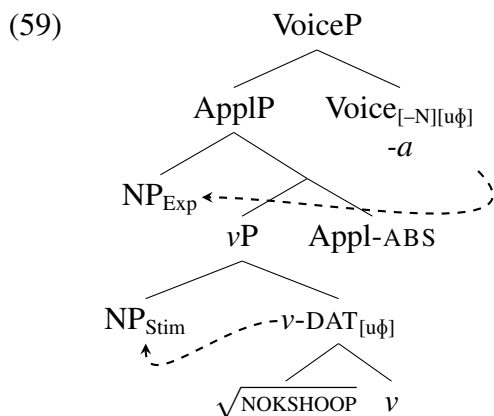 (59) VoiceP
ApplP Voice[–N][uϕ]
-a
NPExp
vP Appl-ABS
NPStim v-DAT[uϕ]
√NOKSHOOP v